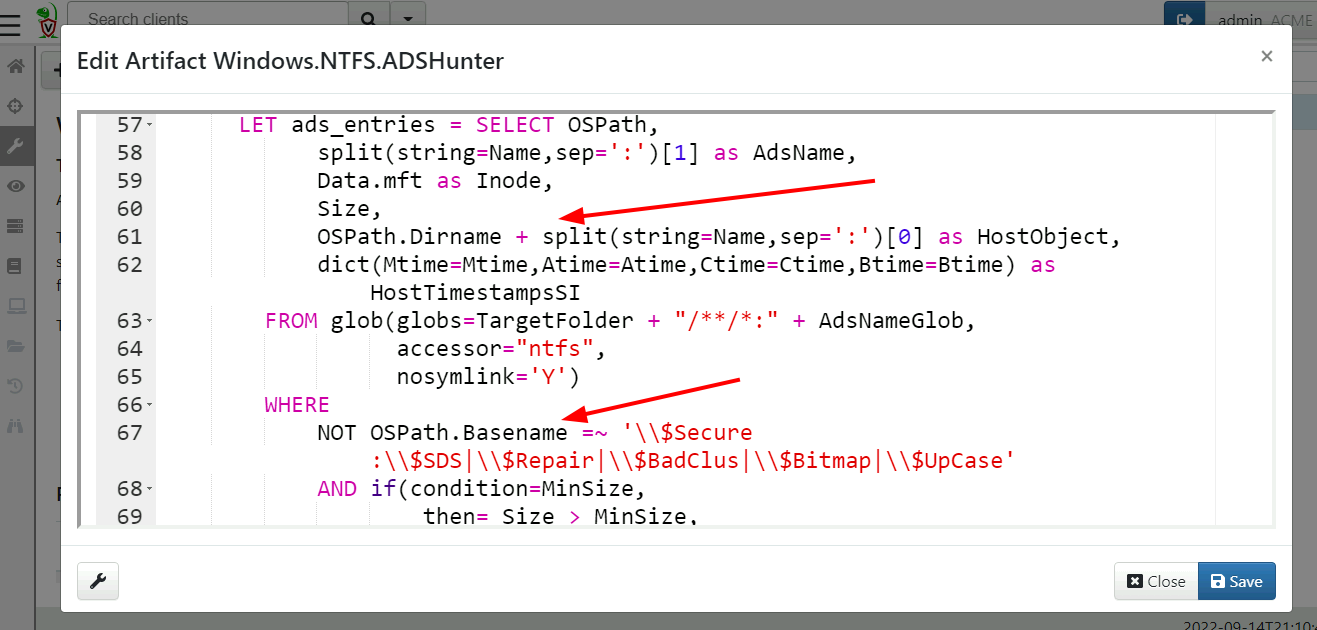 Search clients
admin ACME
Edit Artifact Windows.NTFS.ADSHunter
×
57 LET ads_entries = SELECT OSPath,
58 split(string=Name,sep=':')[1] as AdsName,
59 Data.mft as Inode,
60 Size,
61 OSPath.Dirname + split(string=Name,sep=':')[0] as HostObject,
62 dict(Mtime=Mtime,Atime=Atime,Ctime=Ctime,Btime=Btime) as
HostTimestampsSI
63 FROM glob(globs=TargetFolder + "/**/*:" + AdsNameGlob,
64 accessor="ntfs",
65 nosymlink='Y')
66 WHERE
67 NOT OSPath.Basename =~ '\\$Secure
:\\$SDS|\\$Repair|\\$BadClus|\\$Bitmap|\\$UpCase'
68 AND if(condition=MinSize,
69 then= Size > MinSize,
Close Save